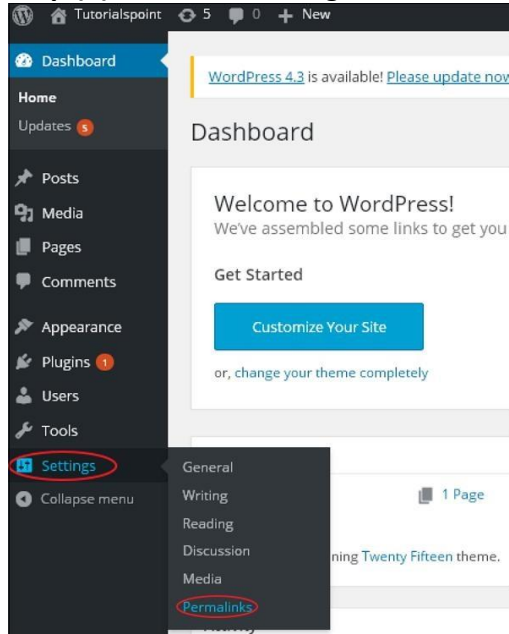 Tutorialspoint 5 0 + New
Dashboard
Home
Updates 5
Posts
Media
Pages
Comments
Appearance
Plugins 1
Users
Tools
Settings
Collapse menu
WordPress 4.3 is available! Please update now
Dashboard
Welcome to WordPress!
We've assembled some links to get you
Get Started
Customize Your Site
or, change your theme completely
General
Writing
Reading
Discussion
Media
Permalinks
1 Page
ning Twenty Fifteen theme.